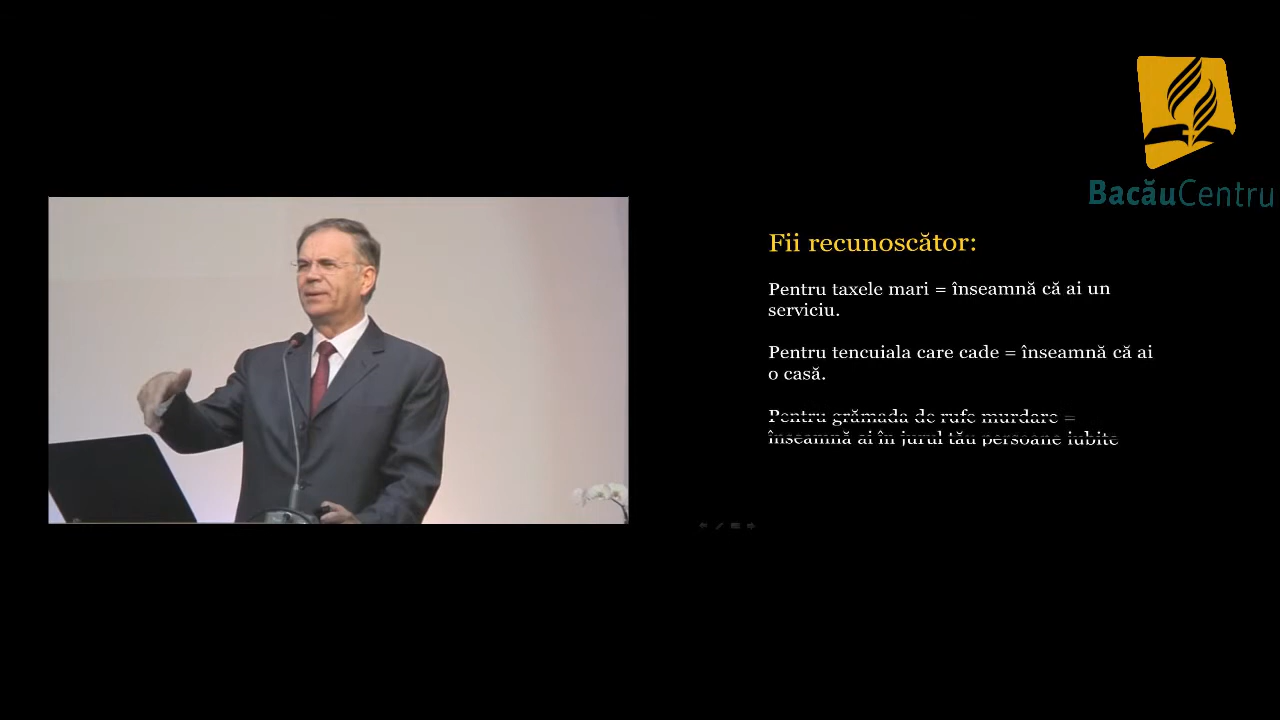 BacăuCentru
Fii recunoscător:
Pentru taxele mari = înseamnă că ai un
serviciu.
Pentru tencuiala care cade = înseamnă că ai
o casă.
Pentru grămada de rufe murdare =
înseamnă ai în jurul tău persoane iubite